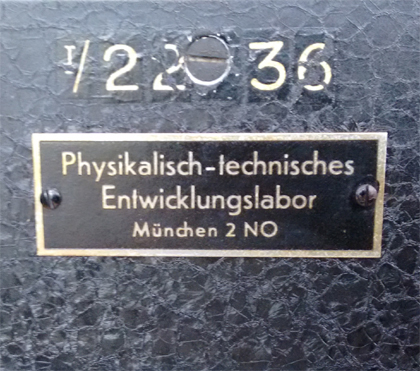 I/22 36
Physikalisch-technisches
Entwicklungslabor
München 2 NO